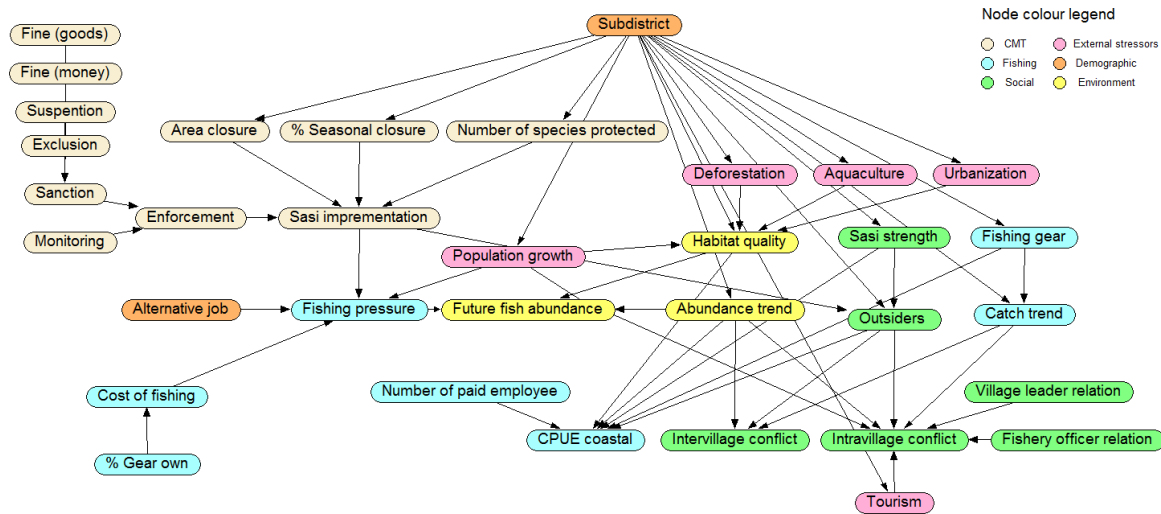 Subdistrict
Node colour legend
CMT
External stressors
Fishing
Demographic
Social
Environment
Fine (goods)
Fine (money)
Suspention
Exclusion
Sanction
Monitoring
Enforcement
Area closure
% Seasonal closure
Number of species protected
Sasi imprementation
Deforestation
Aquaculture
Urbanization
Population growth
Habitat quality
Sasi strength
Fishing gear
Alternative job
Fishing pressure
Future fish abundance
Abundance trend
Outsiders
Catch trend
Cost of fishing
Number of paid employee
Village leader relation
% Gear own
CPUE coastal
Intervillage conflict
Intravillage conflict
Fishery officer relation
Tourism